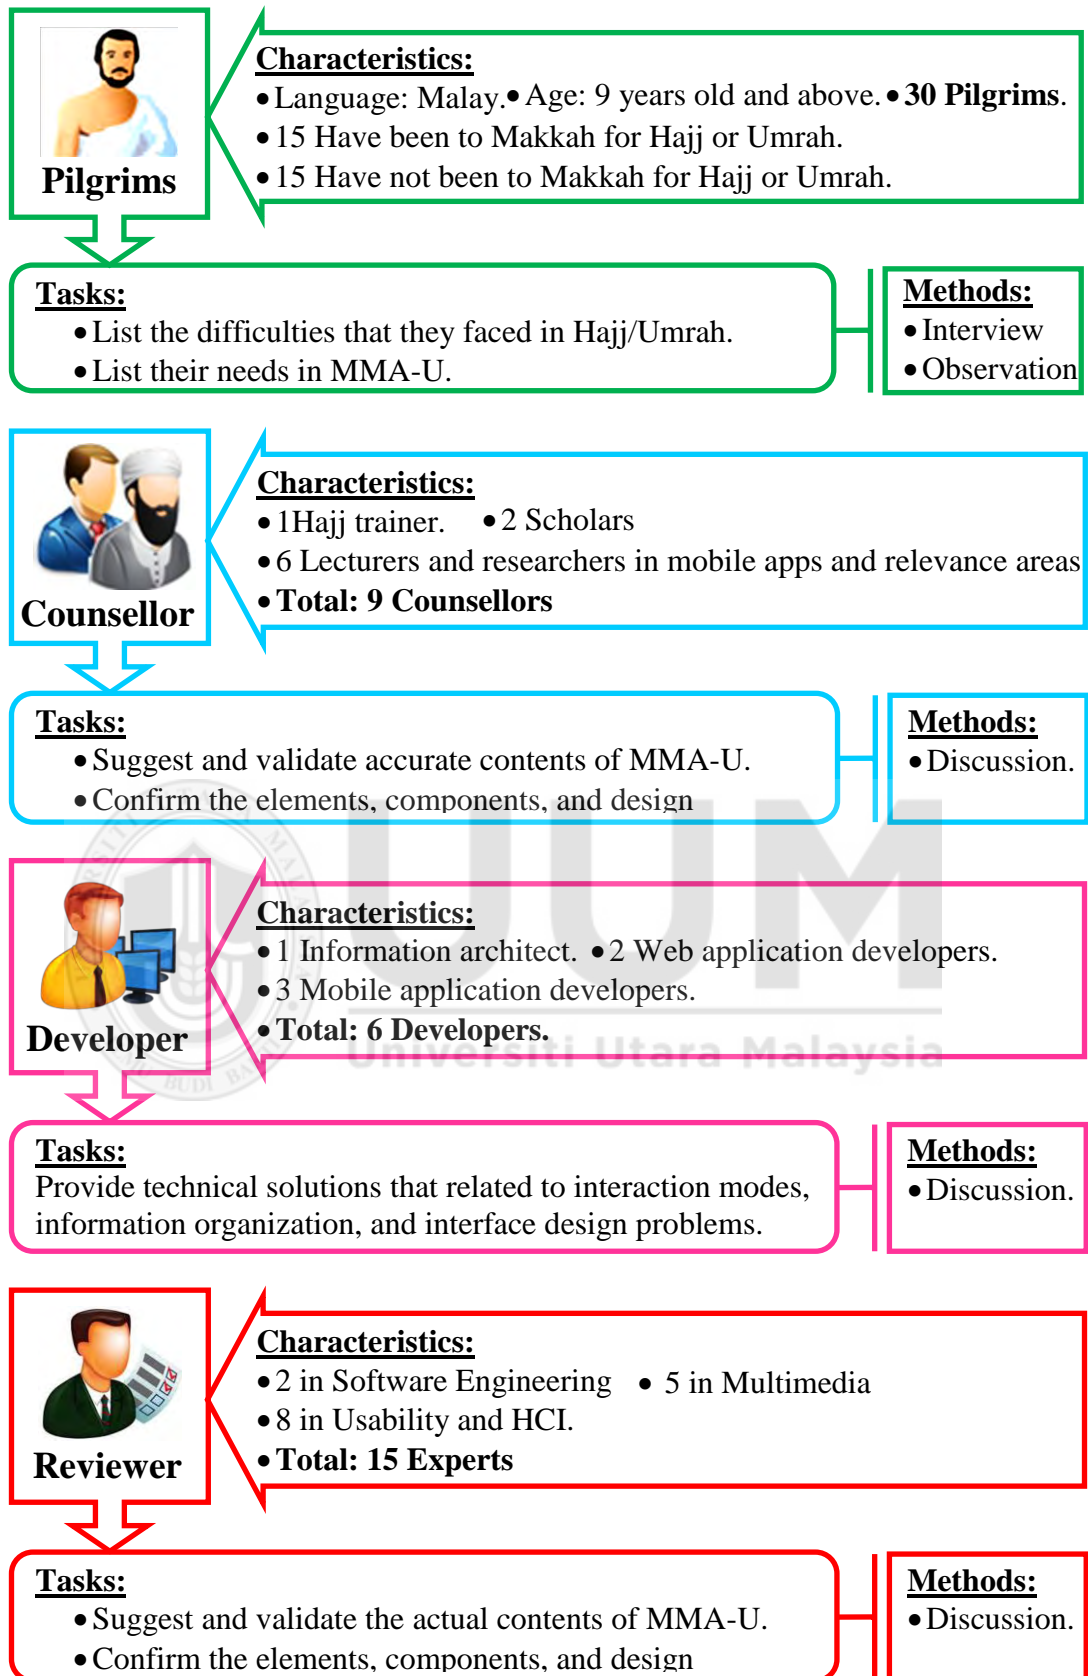 Pilgrims
Characteristics:
• Language: Malay. • Age: 9 years old and above. • 30 Pilgrims.
• 15 Have been to Makkah for Hajj or Umrah.
• 15 Have not been to Makkah for Hajj or Umrah.
Tasks:
• List the difficulties that they faced in Hajj/Umrah.
• List their needs in MMA-U.
Methods:
• Interview
• Observation
Counsellor
Characteristics:
• 1Hajj trainer. • 2 Scholars
• 6 Lecturers and researchers in mobile apps and relevance areas
• Total: 9 Counsellors
Tasks:
• Suggest and validate accurate contents of MMA-U.
• Confirm the elements, components, and design
Methods:
• Discussion.
Developer
Characteristics:
• 1 Information architect. • 2 Web application developers.
• 3 Mobile application developers.
• Total: 6 Developers.
UUM
Universiti Utara Malaysia
Tasks:
Provide technical solutions that related to interaction modes,
information organization, and interface design problems.
Methods:
• Discussion.
Reviewer
Characteristics:
• 2 in Software Engineering • 5 in Multimedia
• 8 in Usability and HCI.
• Total: 15 Experts
Tasks:
• Suggest and validate the actual contents of MMA-U.
• Confirm the elements, components, and design
Methods:
• Discussion.